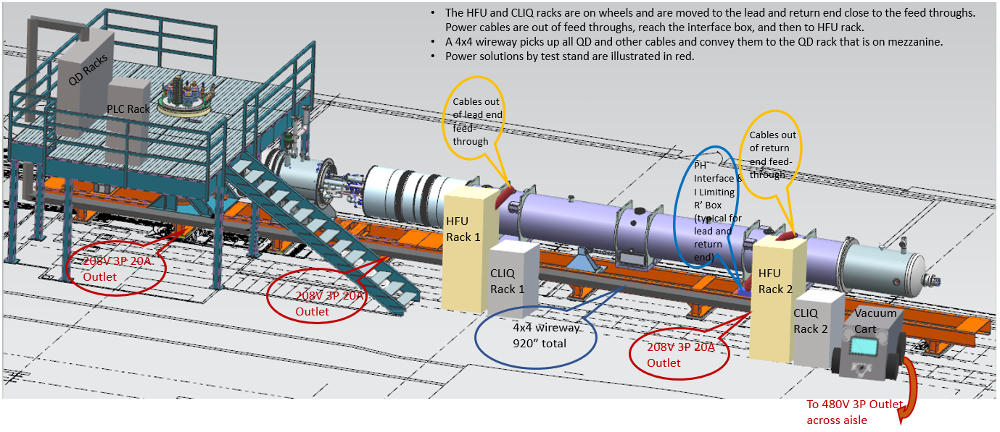 • The HFU and CLIQ racks are on wheels and are moved to the lead and return end close to the feed throughs.
Power cables are out of feed throughs, reach the interface box, and then to HFU rack.
• A 4x4 wireway picks up all QD and other cables and convey them to the QD rack that is on mezzanine.
• Power solutions by test stand are illustrated in red.
QD Racks
PLC Rack
Cables out
of lead end
feed-
through
Cables out
of return
end feed-
through
PH
Interface &
I Limiting
R’ Box
(typical for
lead and
return
end)
HFU
Rack 1
CLIQ
Rack 1
HFU
Rack 2
CLIQ
Rack 2
Vacuum
Cart
208V 3P 20A
Outlet
208V 3P 20A
Outlet
4x4 wireway
920” total
208V 3P 20A
Outlet
To 480V 3P Outlet
across aisle